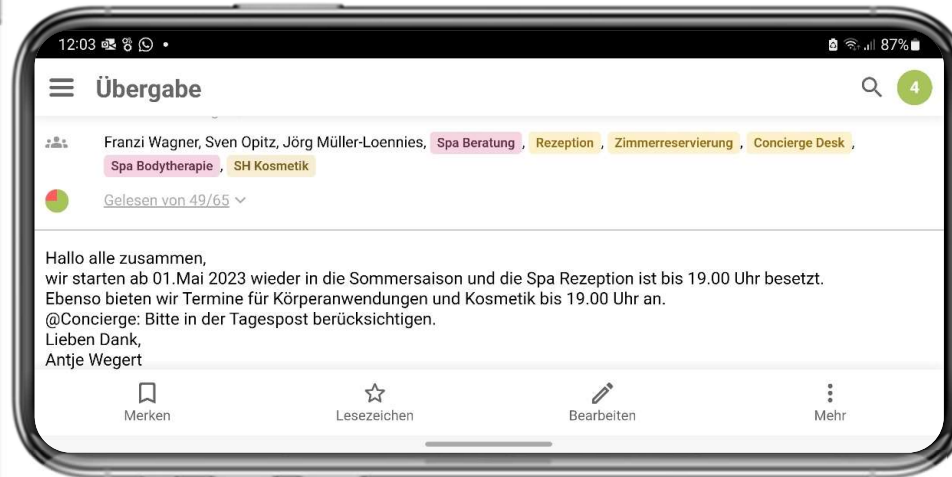 12:03
87%
Übergabe
4
Franzi Wagner, Sven Opitz, Jörg Müller-Loennies, Spa Beratung, Rezeption, Zimmerreservierung, Concierge Desk,
Spa Bodytherapie, SH Kosmetik
Gelesen von 49/65
Hallo alle zusammen,
wir starten ab 01.Mai 2023 wieder in die Sommersaison und die Spa Rezeption ist bis 19.00 Uhr besetzt.
Ebenso bieten wir Termine für Körperanwendungen und Kosmetik bis 19.00 Uhr an.
@Concierge: Bitte in der Tagespost berücksichtigen.
Lieben Dank,
Antje Wegert
Merken
Lesezeichen
Bearbeiten
Mehr